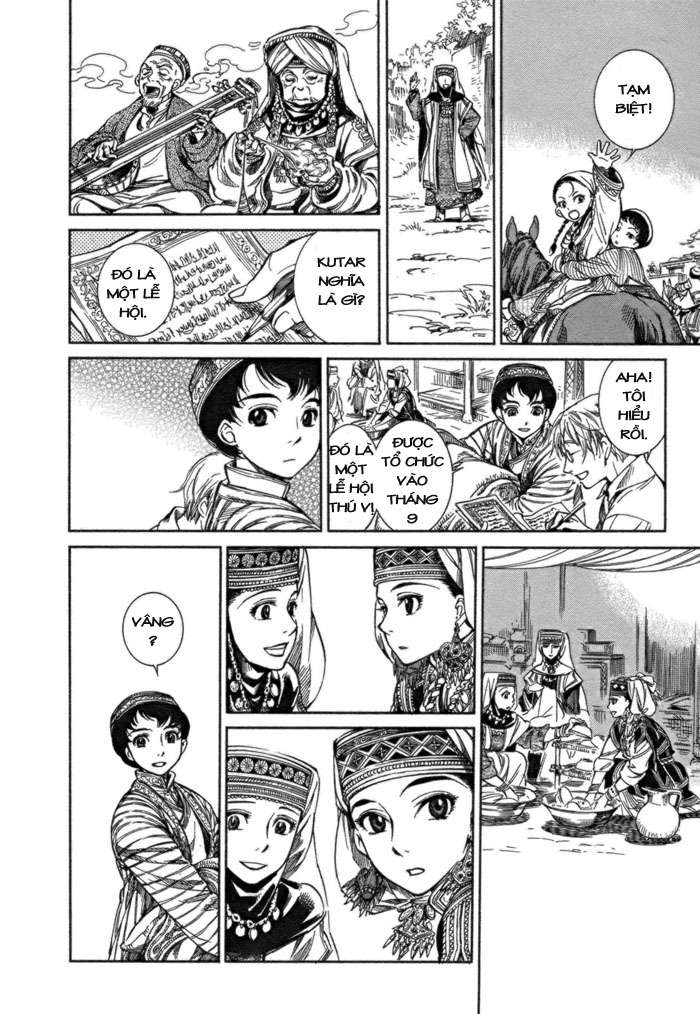 TẠM
BIỆT!
KUTAR
NGHĨA
LÀ GÌ?
ĐÓ LÀ
MỘT LỄ
HỘI.
AHA!
TÔI
HIỂU
RỒI.
ĐƯỢC
TỔ CHỨC
VÀO
THÁNG
9
ĐÓ LÀ
MỘT
LỄ HỘI
THÚ VỊ!
VÂNG
?